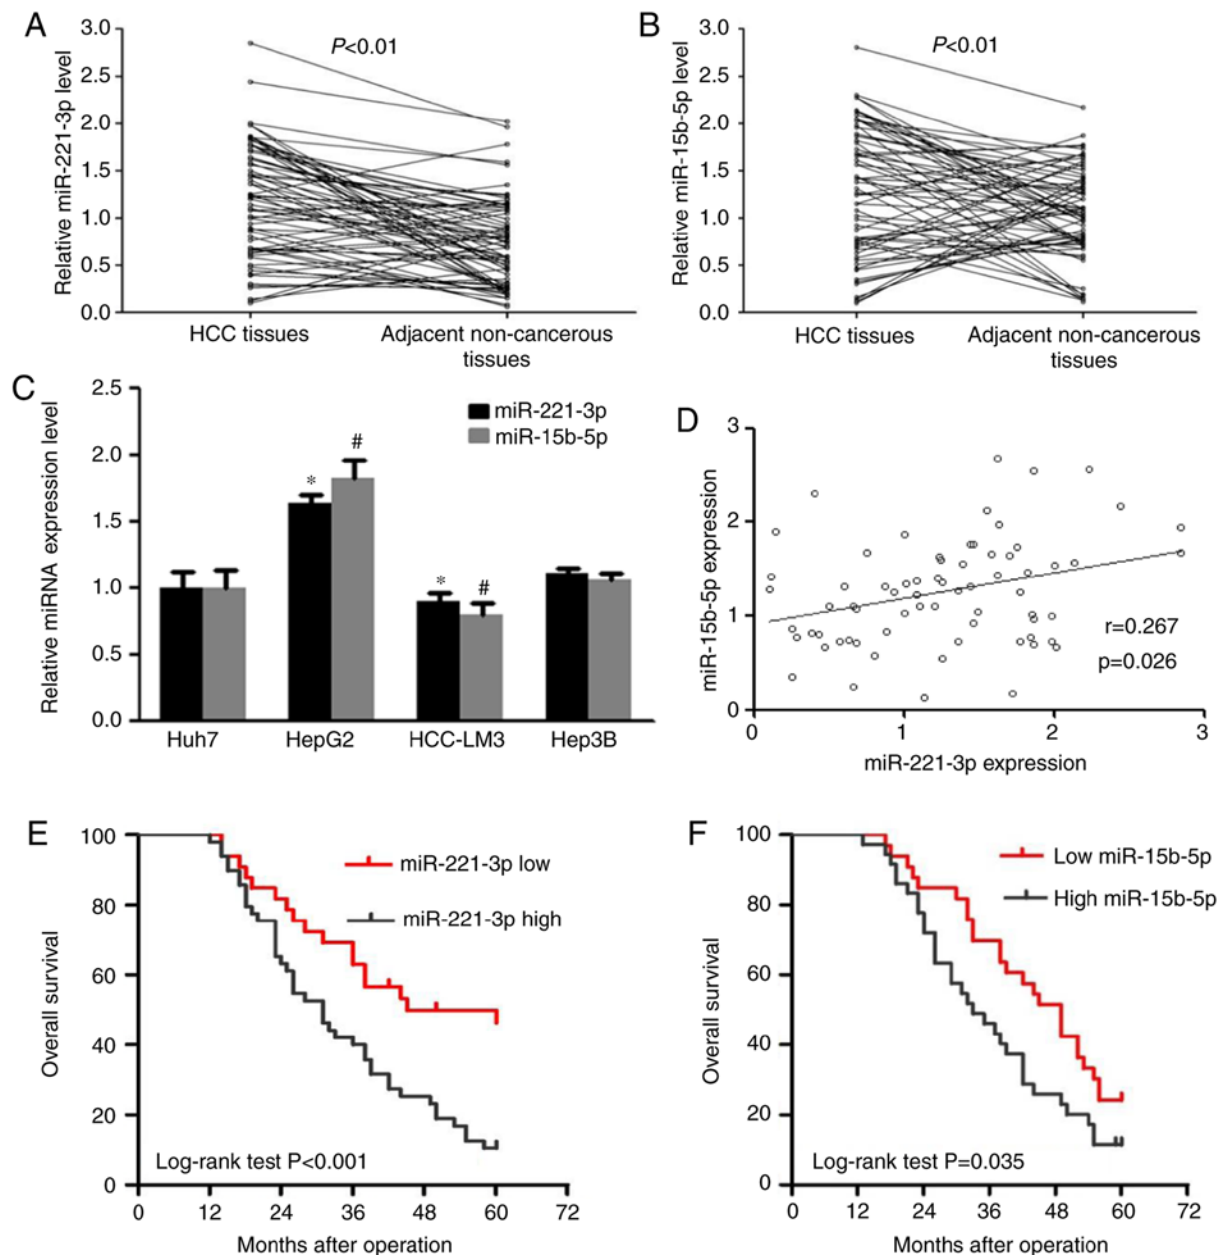 A
P<0.01
Relative miR-221-3p level
3.0
2.5
2.0
1.5
1.0
0.5
0.0
HCC tissues
Adjacent non-cancerous
tissues
B
P<0.01
Relative miR-15b-5p level
3.0
2.5
2.0
1.5
1.0
0.5
0.0
HCC tissues
Adjacent non-cancerous
tissues
C
Relative miRNA expression level
2.5
2.0
1.5
1.0
0.5
0.0
miR-221-3p
miR-15b-5p
* #
* #
Huh7 HepG2 HCC-LM3 Hep3B
D
miR-15b-5p expression
3
2
1
0
r=0.267
p=0.026
0 1 2 3
miR-221-3p expression
E
Overall survival
100
80
60
40
20
0
miR-221-3p low
miR-221-3p high
Log-rank test P<0.001
0 12 24 36 48 60 72
Months after operation
F
Overall survival
100
80
60
40
20
0
Low miR-15b-5p
High miR-15b-5p
Log-rank test P=0.035
0 12 24 36 48 60 72
Months after operation